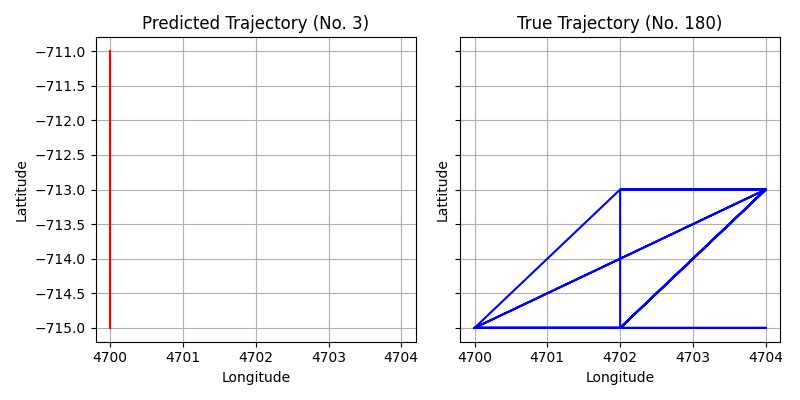 Predicted Trajectory (No. 3)
−711.0
−711.5
−712.0
−712.5
−713.0
−713.5
−714.0
−714.5
−715.0
Lattitude
4700 4701 4702 4703 4704
Longitude
True Trajectory (No. 180)
Lattitude
4700 4701 4702 4703 4704
Longitude